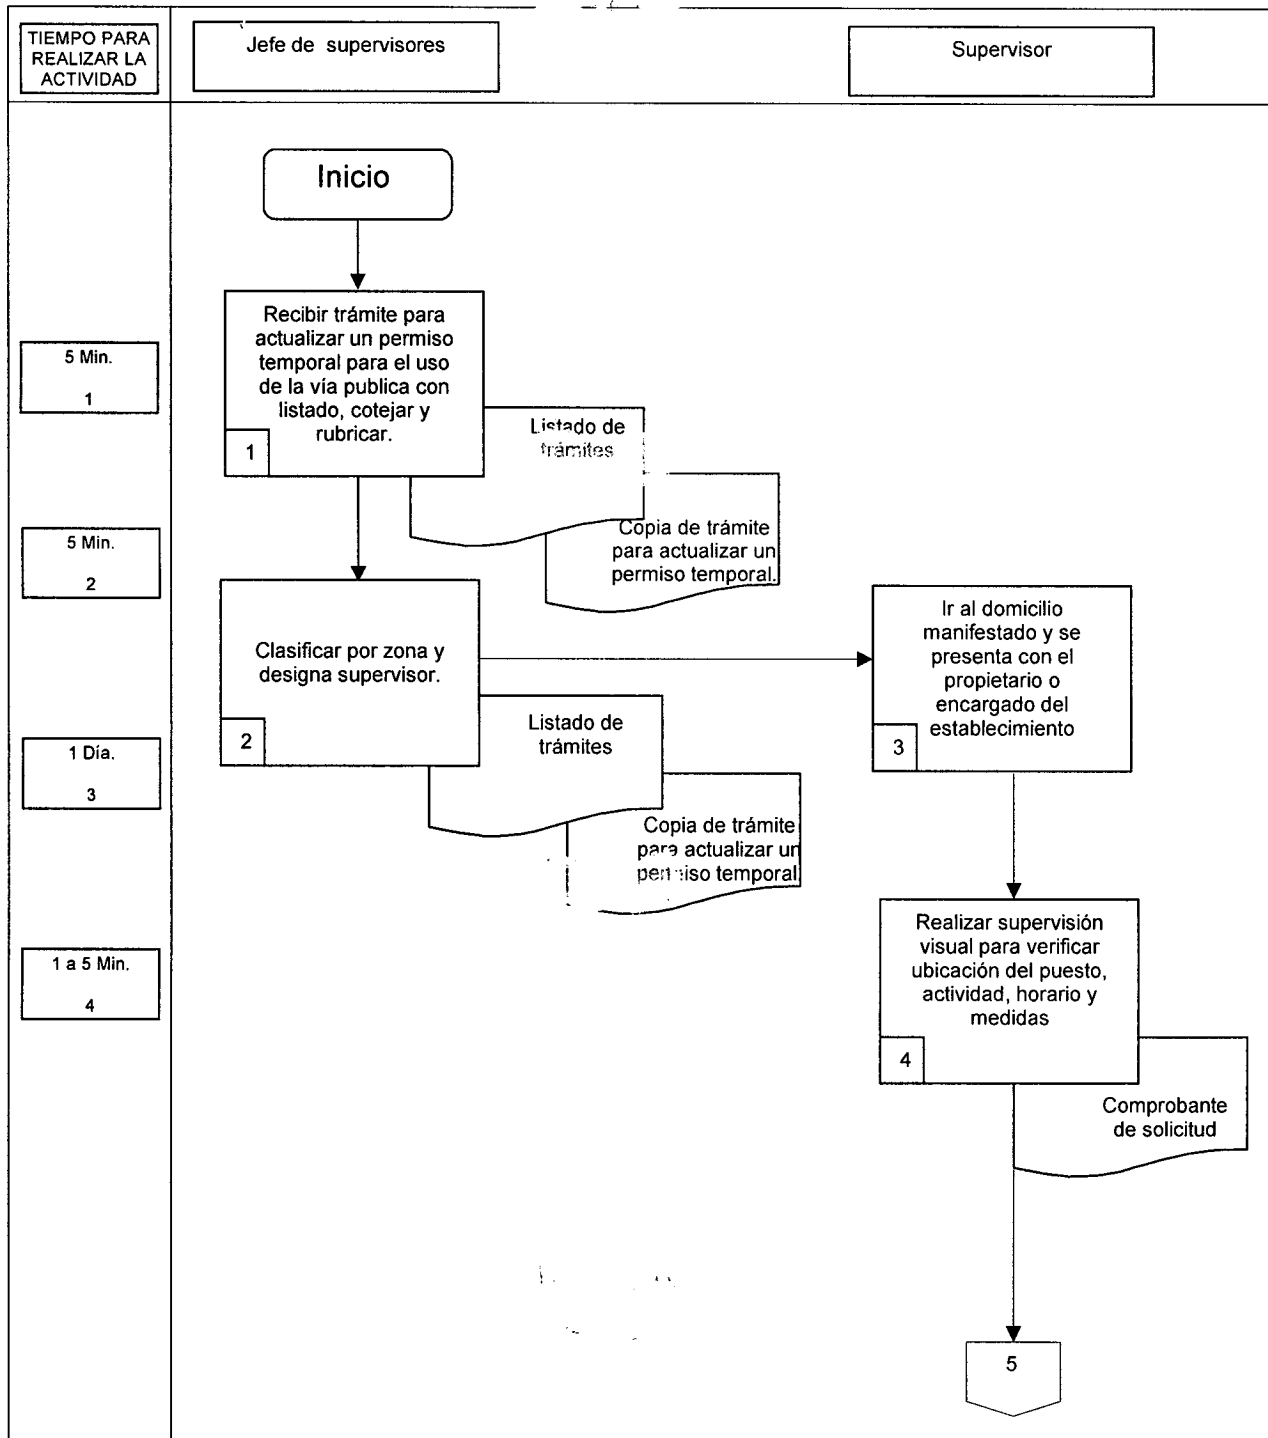 TIEMPO PARA
REALIZAR LA
ACTIVIDAD
Jefe de supervisores
Supervisor
Inicio
Recibir trámite para
actualizar un permiso
temporal para el uso
de la vía publica con
listado, cotejar y
rubricar.
1
5 Min.
1
Listado de
trámites
Copia de trámite
para actualizar un
permiso temporal.
5 Min.
2
Clasificar por zona y
designa supervisor.
2
Listado de
trámites
Copia de trámite
para actualizar un
permiso temporal.
Ir al domicilio
manifestado y se
presenta con el
propietario o
encargado del
establecimiento
3
1 Día.
3
Realizar supervisión
visual para verificar
ubicación del puesto,
actividad, horario y
medidas
4
1 a 5 Min.
4
Comprobante
de solicitud
5